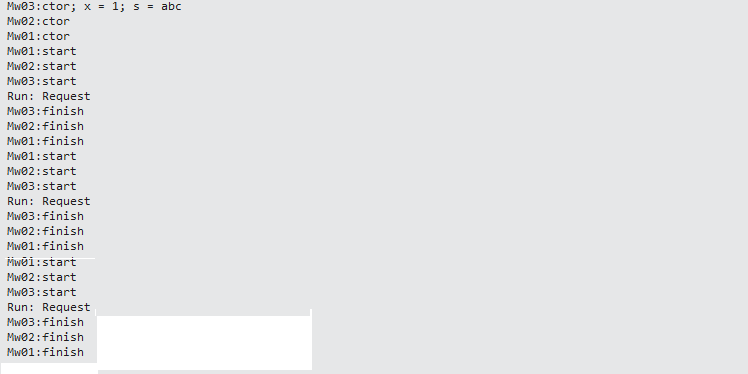 Mw03:ctor; x = 1; s = abc
Mw02:ctor
Mw01:ctor
Mw01:start
Mw02:start
Mw03:start
Run: Request
Mw03:finish
Mw02:finish
Mw01:finish
Mw01:start
Mw02:start
Mw03:start
Run: Request
Mw03:finish
Mw02:finish
Mw01:finish
Mw01:start
Mw02:start
Mw03:start
Run: Request
Mw03:finish
Mw02:finish
Mw01:finish